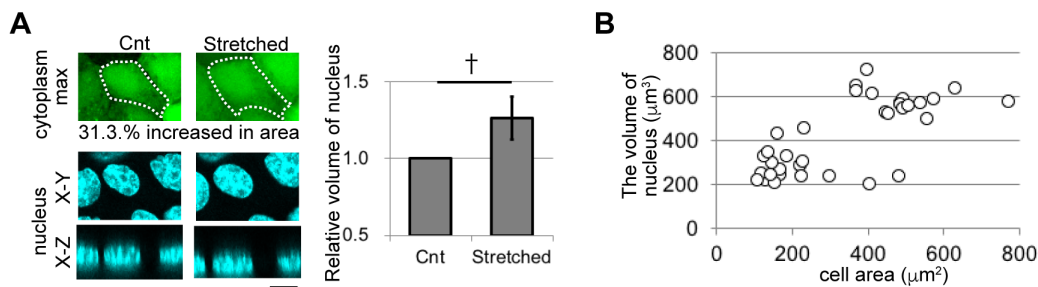 A
Cnt
Stretched
cytoplasm
max
31.3.% increased in area
nucleus
X-Y
X-Z
Relative volume of nucleus
1.5
1.0
0.5
†
Cnt
Stretched
B
The volume of
nucleus (μm³)
800
600
400
200
0
0
200
400
600
800
cell area (μm²)